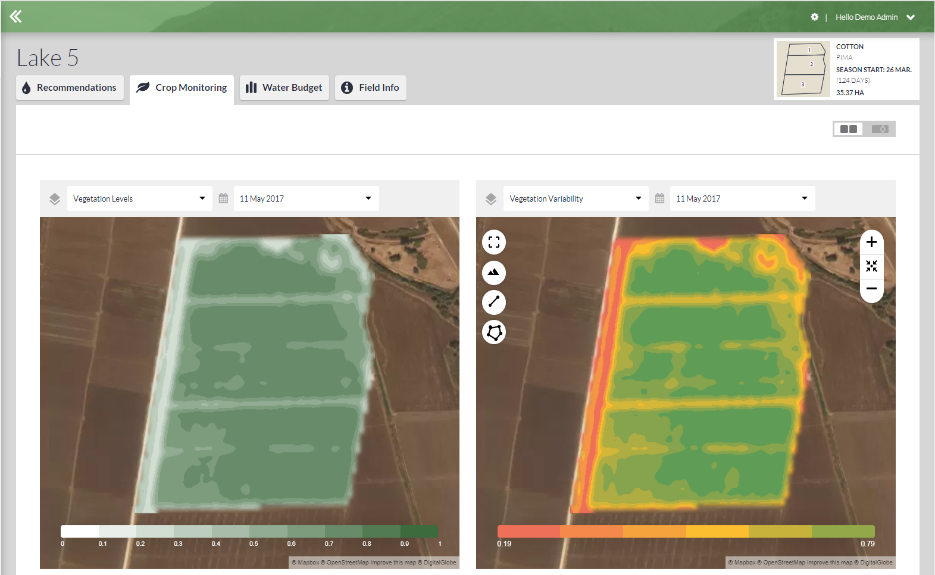 | Hello Demo Admin
Lake 5
COTTON
PIMA
SEASON START: 26 MAR.
(124 DAYS)
35.37 HA
1
2
3
Recommendations
Crop Monitoring
Water Budget
Field Info
Vegetation Levels
11 May 2017
Vegetation Variability
11 May 2017
0 0.1 0.2 0.3 0.4 0.5 0.6 0.7 0.8 0.9 1
© Mapbox © OpenStreetMap Improve this map © DigitalGlobe
0.19 0.79
© Mapbox © OpenStreetMap Improve this map © DigitalGlobe